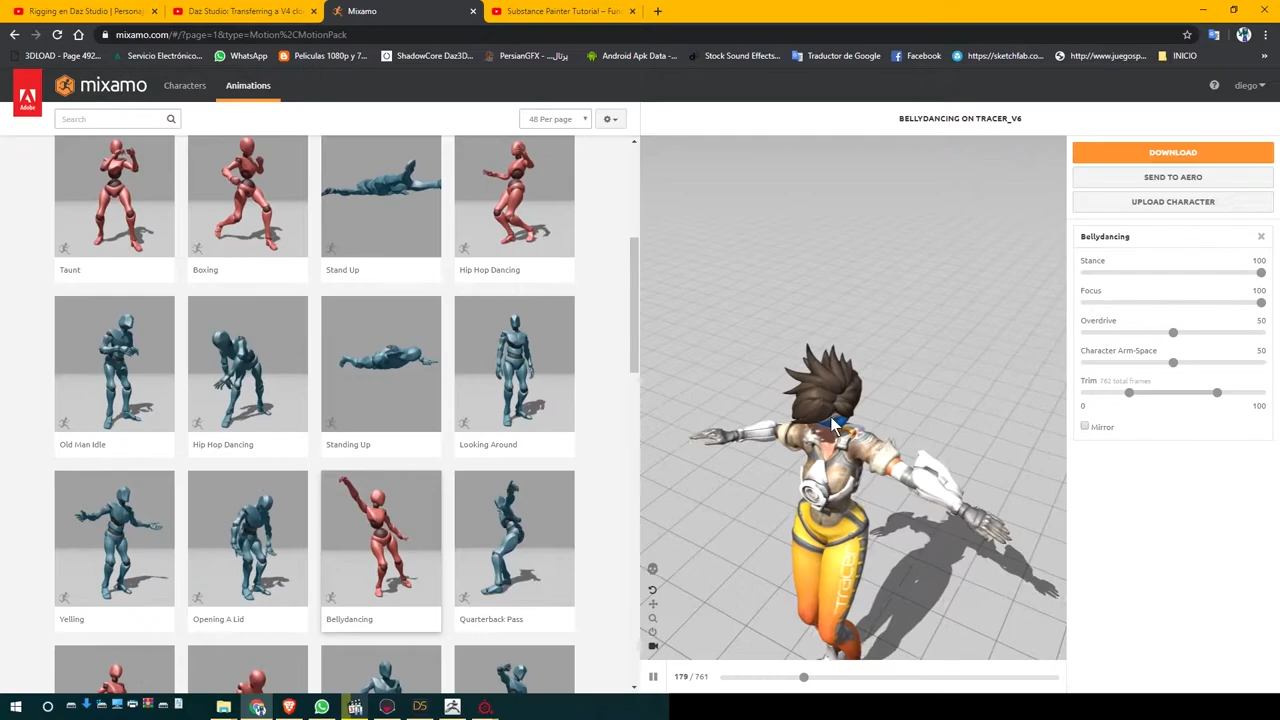 Rigging en Daz Studio | Personaj
Daz Studio: Transferring a V4 clo
Mixamo
Substance Painter Tutorial – Fun
mixamo.com/#/?page=1&type=Motion%2CMotionPack
3DLOAD - Page 492...
Servicio Electrónico...
WhatsApp
Peliculas 1080p y 7...
ShadowCore Daz3D...
PersianGFX - ...پرتال
Android Apk Data -...
Stock Sound Effects...
Traductor de Google
Facebook
https://sketchfab.co...
http://www.juegosp...
INICIO
Adobe
mixamo
Characters
Animations
diego
Search
48 Per page
BELLYDANCING ON TRACER_V6
Taunt
Boxing
Stand Up
Hip Hop Dancing
Old Man Idle
Hip Hop Dancing
Standing Up
Looking Around
Yelling
Opening A Lid
Bellydancing
Quarterback Pass
Tracer
179 / 761
DOWNLOAD
SEND TO AERO
UPLOAD CHARACTER
Bellydancing
Stance 100
Focus 100
Overdrive 50
Character Arm-Space 50
Trim 762 total frames
0 100
Mirror
DS